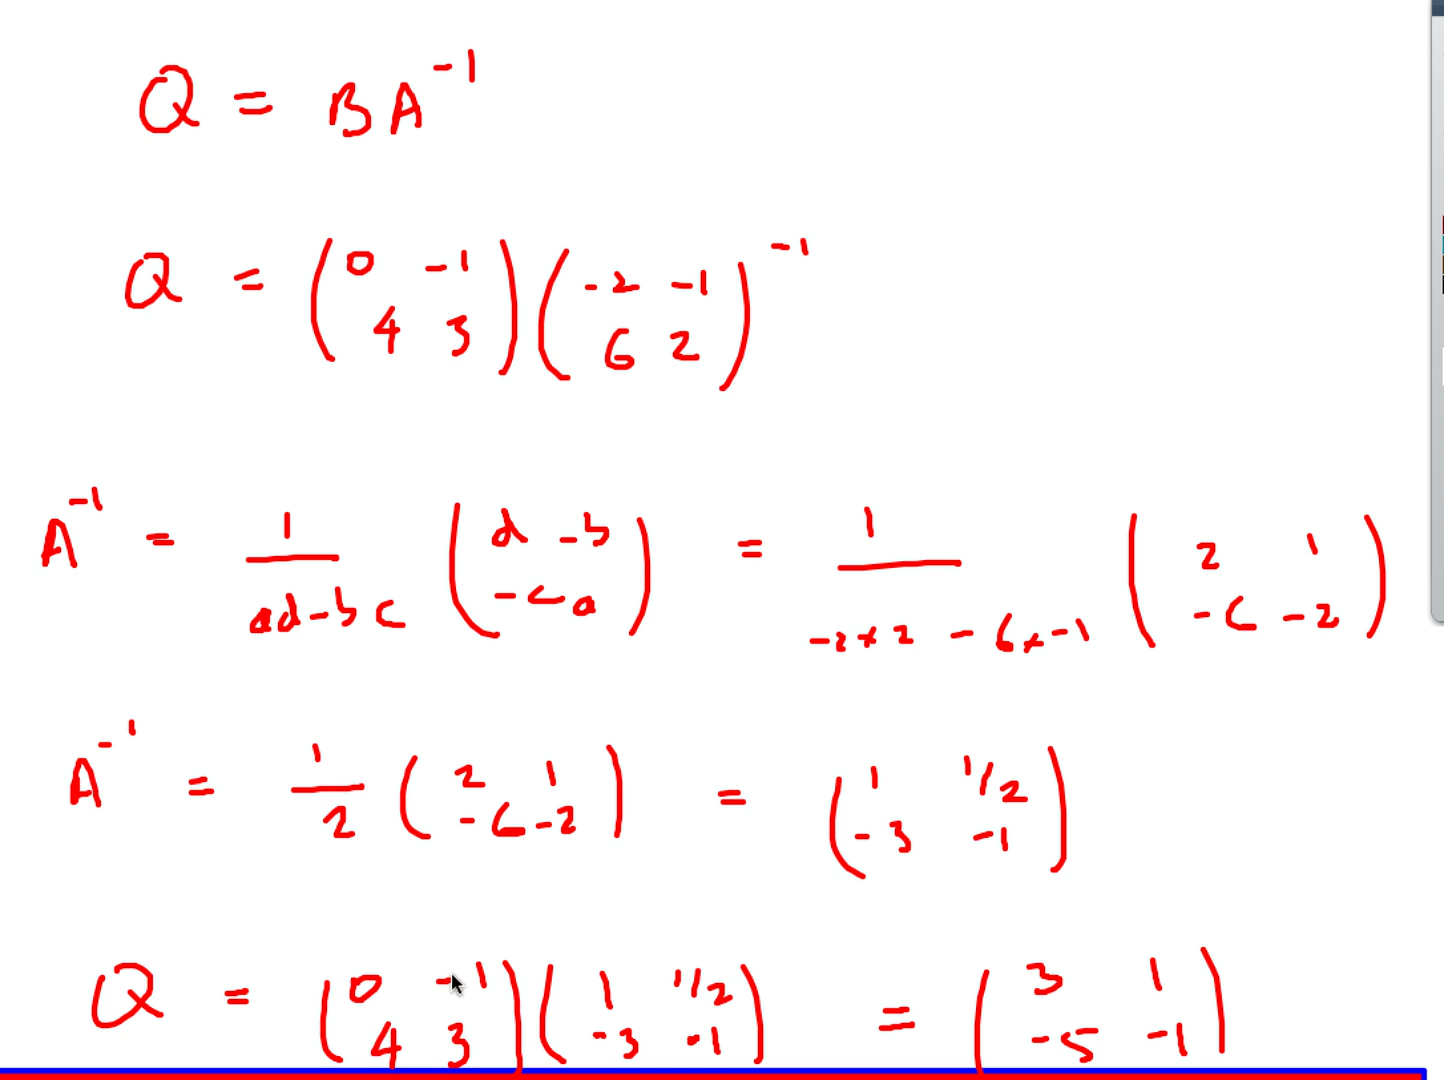 Q = BA⁻¹
Q = (0 -1 4 3) (-2 -1 6 2)⁻¹
A⁻¹ = 1/(ad-bc) (d -b -c a) = 1/(-2×2 - 6×-1) (2 1 -6 -2)
A⁻¹ = 1/2 (2 1 -6 -2) = (1 1/2 -3 -1)
Q = (0 -1 4 3) (1 1/2 -3 -1) = (3 1 -5 -1)